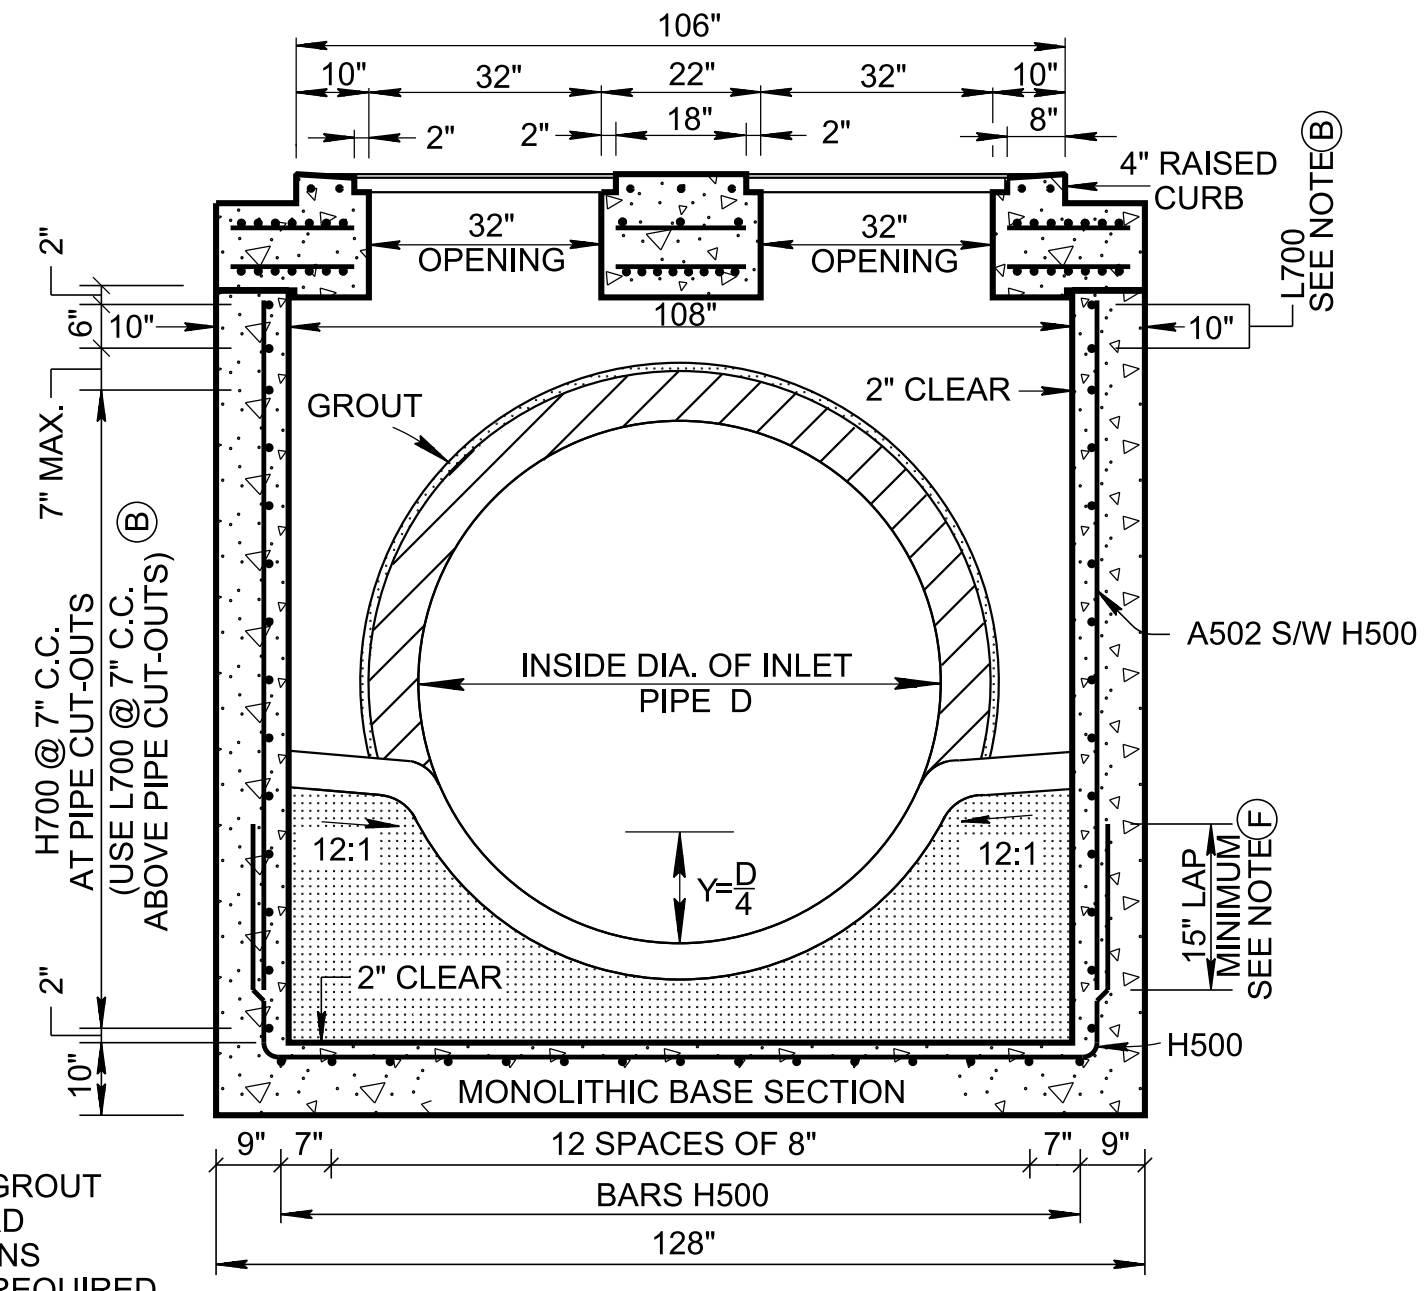 106"
10"
32"
22"
32"
10"
2"
2"
18"
2"
8"
4" RAISED
CURB
L700
SEE NOTE B
32"
OPENING
32"
OPENING
2"
6"
10"
108"
10"
7" MAX.
GROUT
2" CLEAR
H700 @ 7" C.C.
AT PIPE CUT-OUTS
(USE L700 @ 7" C.C.
ABOVE PIPE CUT-OUTS) B
A502 S/W H500
INSIDE DIA. OF INLET
PIPE D
12:1
12:1
Y=D/4
15" LAP
MINIMUM
SEE NOTE F
2" CLEAR
2"
10"
H500
MONOLITHIC BASE SECTION
9"
7"
12 SPACES OF 8"
7"
9"
BARS H500
128"
GROUT
D
NS
REQUIRED